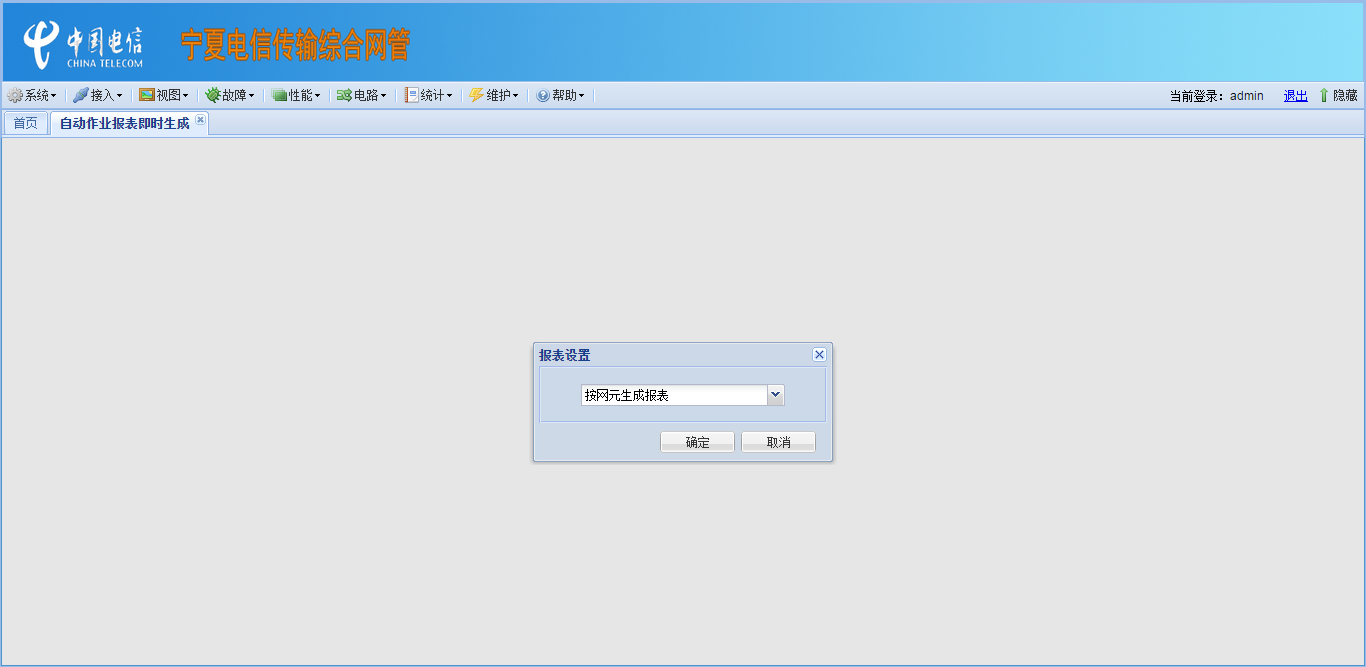 中国电信
CHINA TELECOM
宁夏电信传输综合网管
系统 接入 视图 故障 性能 电路 统计 维护 帮助 当前登录： admin 退出 隐藏
首页 自动作业报表即时生成
报表设置
按网元生成报表
确定 取消